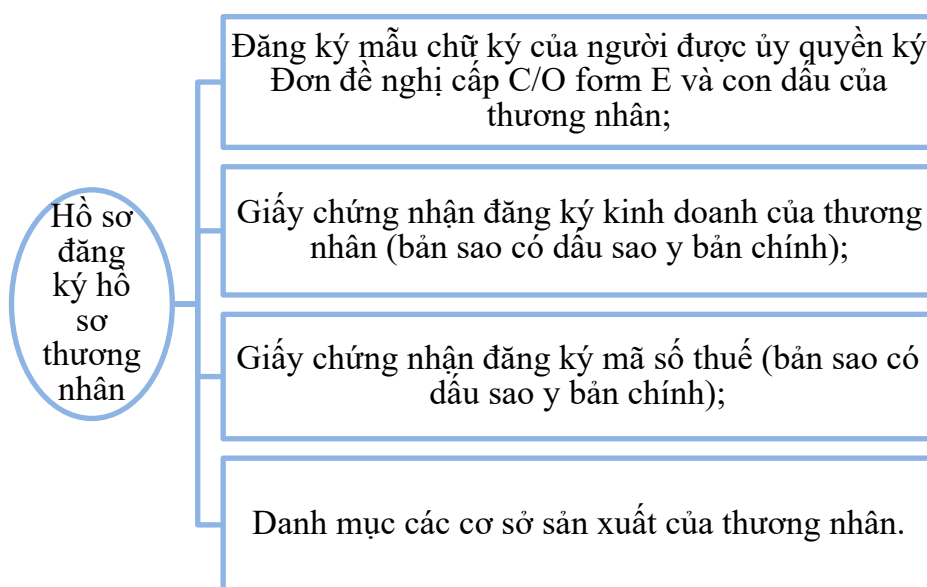 Hồ sơ
đăng
ký hồ
sơ
thương
nhân
Đăng ký mẫu chữ ký của người được ủy quyền ký
Đơn đề nghị cấp C/O form E và con dấu của
thương nhân;
Giấy chứng nhận đăng ký kinh doanh của thương
nhân (bản sao có dấu sao y bản chính);
Giấy chứng nhận đăng ký mã số thuế (bản sao có
dấu sao y bản chính);
Danh mục các cơ sở sản xuất của thương nhân.